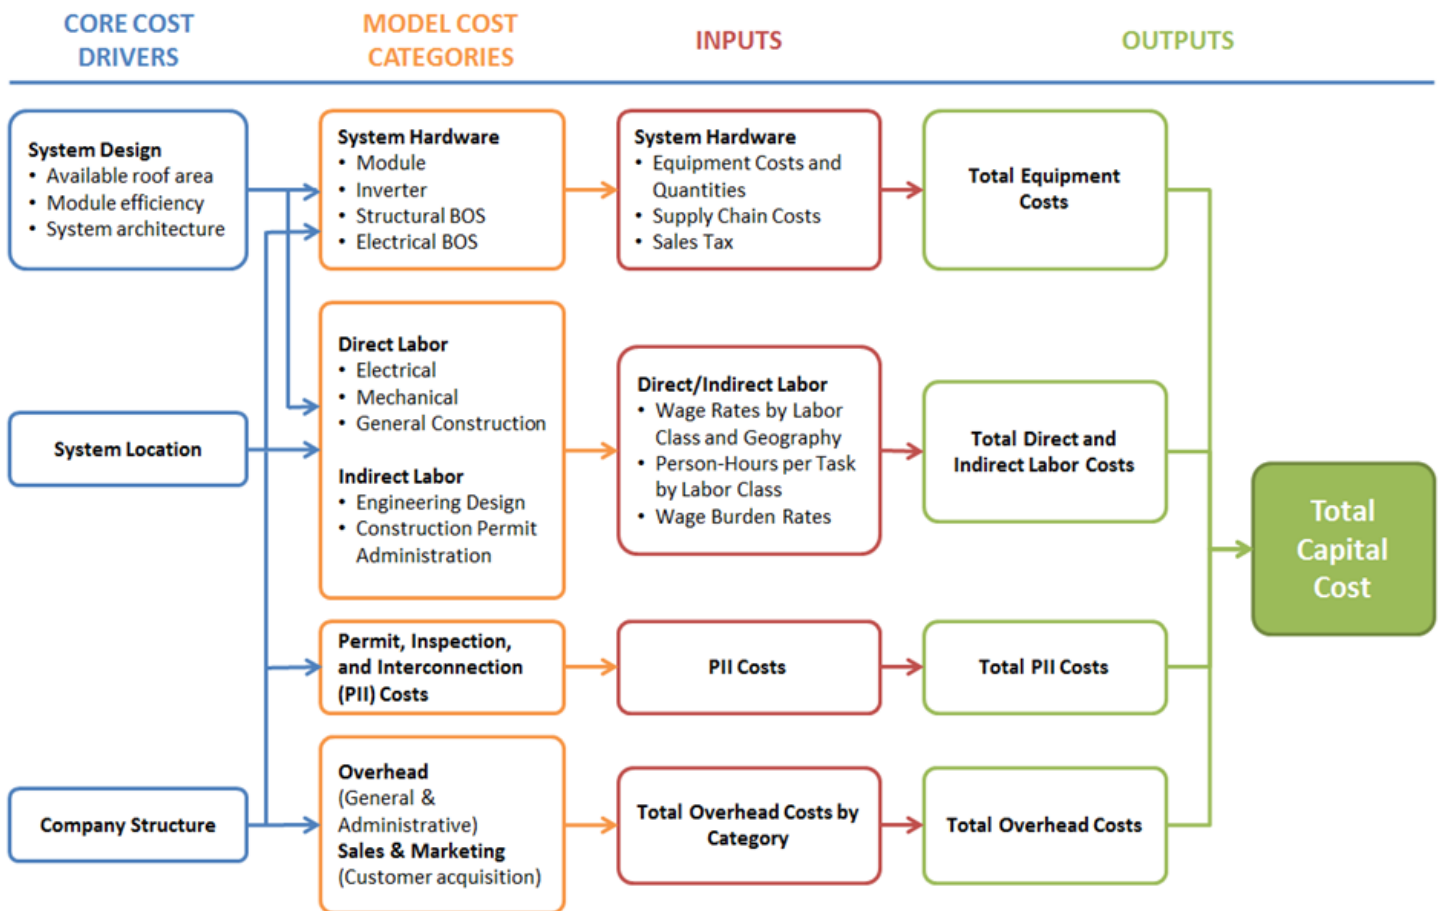 CORE COST
DRIVERS
MODEL COST
CATEGORIES
INPUTS
OUTPUTS
System Design
• Available roof area
• Module efficiency
• System architecture
System Hardware
• Module
• Inverter
• Structural BOS
• Electrical BOS
System Hardware
• Equipment Costs and
Quantities
• Supply Chain Costs
• Sales Tax
Total Equipment
Costs
System Location
Direct Labor
• Electrical
• Mechanical
• General Construction
Indirect Labor
• Engineering Design
• Construction Permit
Administration
Direct/Indirect Labor
• Wage Rates by Labor
Class and Geography
• Person-Hours per Task
by Labor Class
• Wage Burden Rates
Total Direct and
Indirect Labor Costs
Total
Capital
Cost
Permit, Inspection,
and Interconnection
(PII) Costs
PII Costs
Total PII Costs
Company Structure
Overhead
(General &
Administrative)
Sales & Marketing
(Customer acquisition)
Total Overhead Costs by
Category
Total Overhead Costs